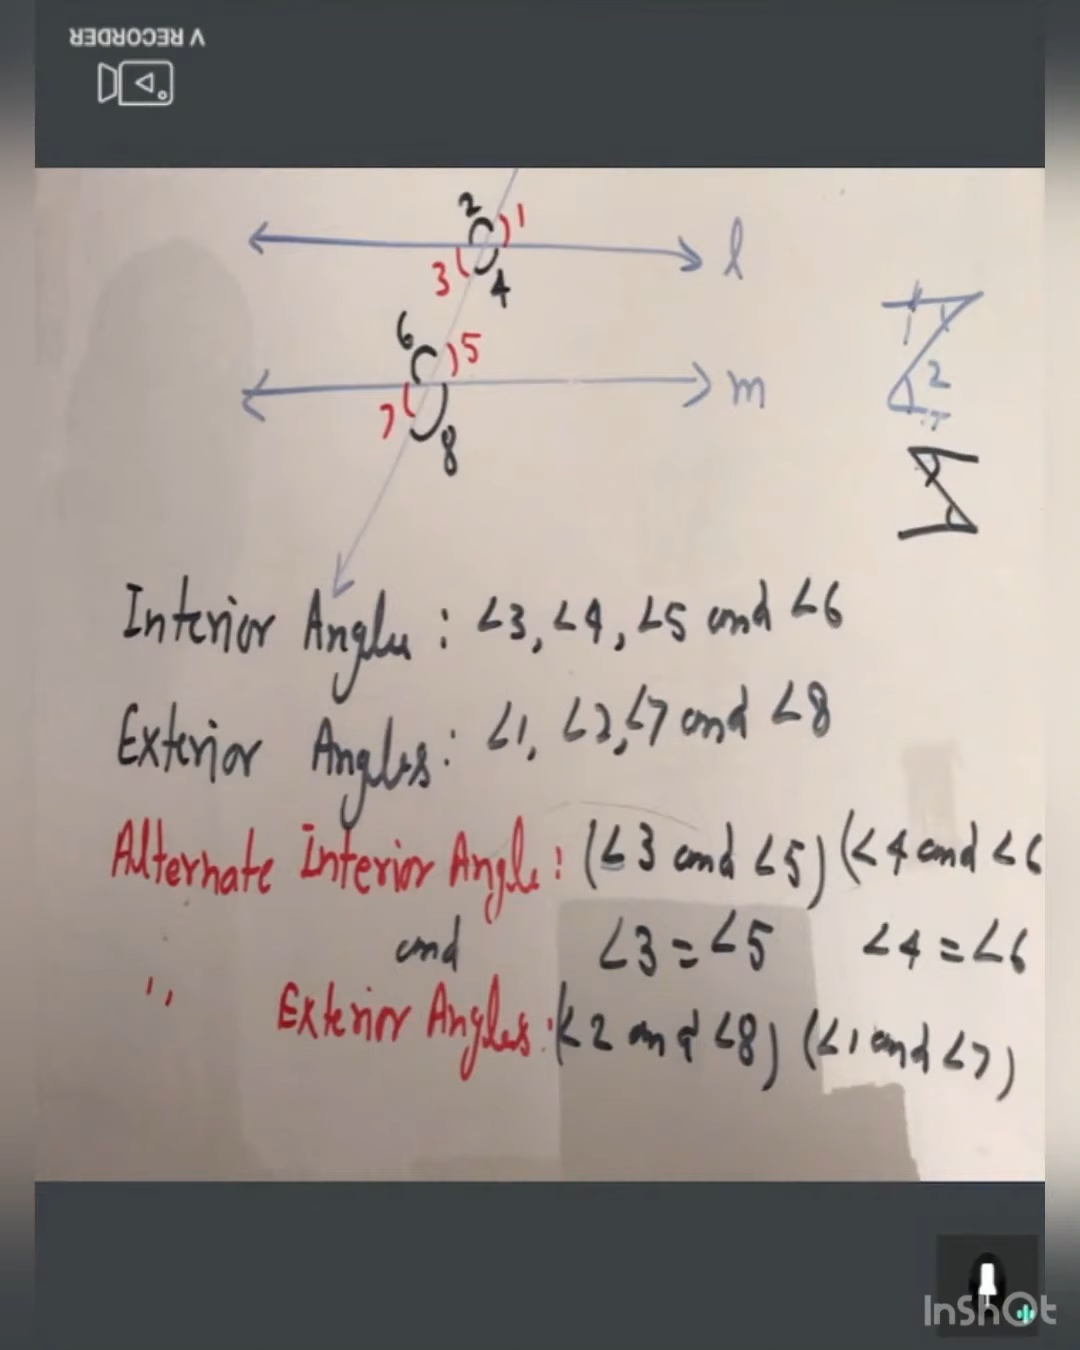 V RECORDER
2 1
l
3 4
6 5
m
7 8
1 2
Interior Angles : ∠3, ∠4, ∠5 and ∠6
Exterior Angles : ∠1, ∠2, ∠7 and ∠8
Alternate Interior Angle : (∠3 and ∠5) (∠4 and ∠6
and ∠3 = ∠5 ∠4 = ∠6
" Exterior Angles : (∠2 and ∠8) (∠1 and ∠7)
InShOt